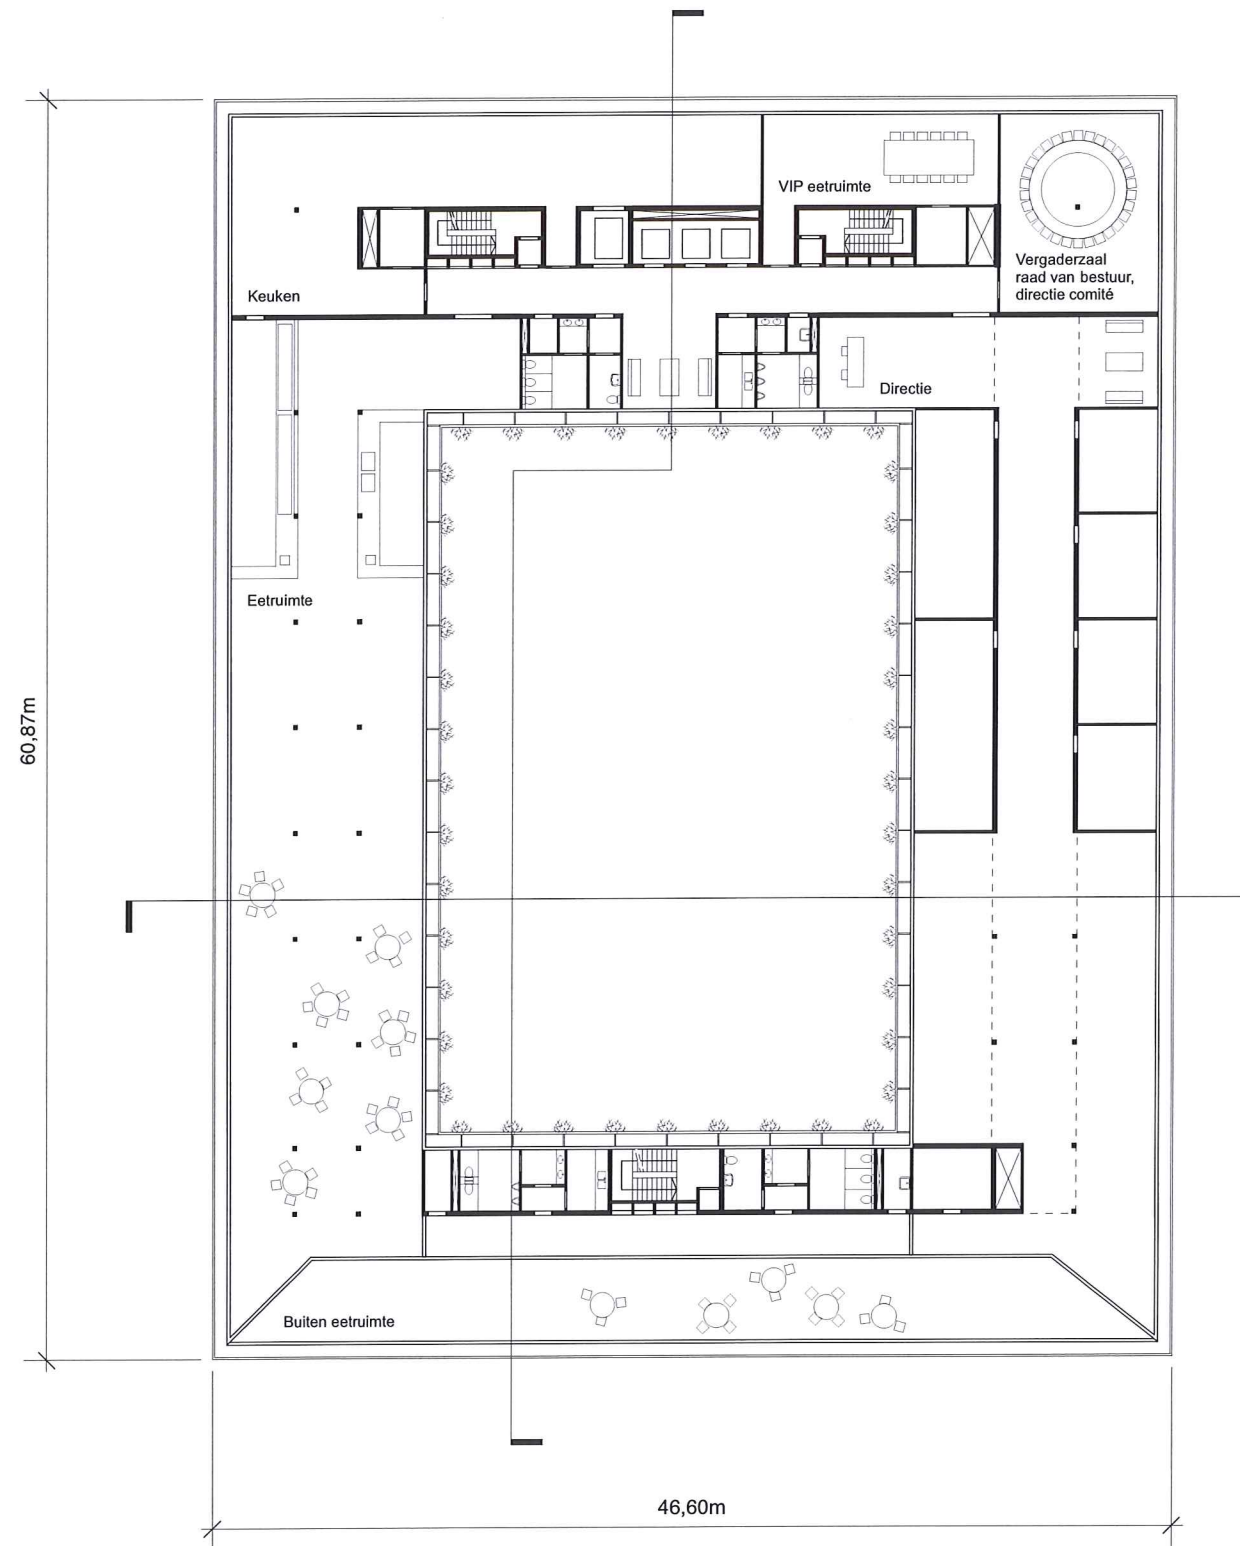 VIP eetruimte
Vergaderzaal
raad van bestuur,
directie comité
Keuken
Directie
Eetruimte
60,87m
Buiten eetruimte
46,60m